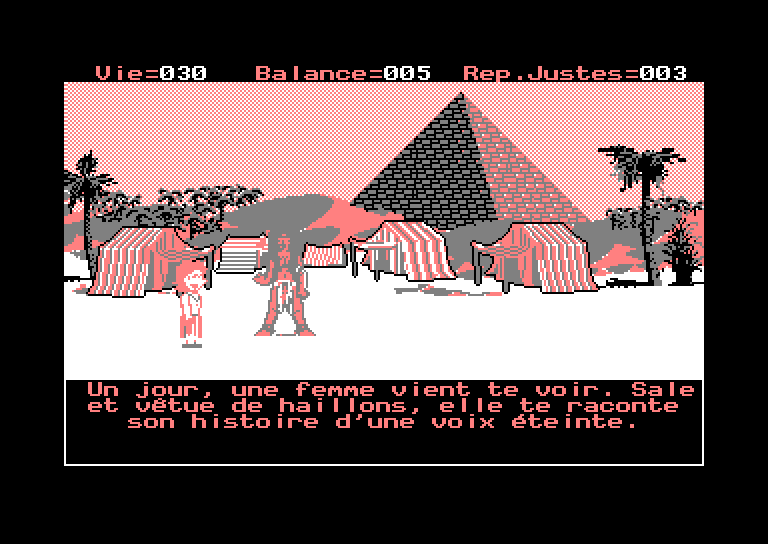 Vie=030 Balance=005 Rep.Justes=003
Un jour, une femme vient te voir. Sale
et vêtue de haillons, elle te raconte
son histoire d'une voix éteinte.